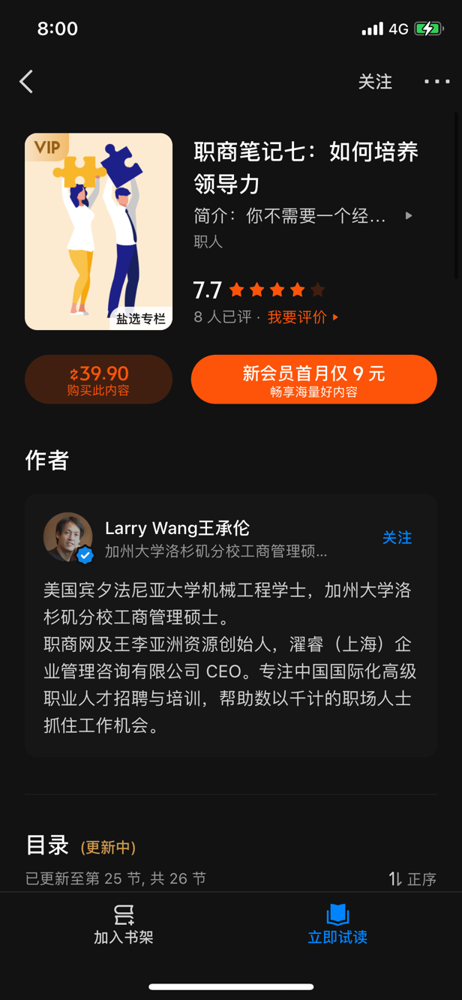 8:00
4G
关注
VIP
盐选专栏
职商笔记七：如何培养
领导力
简介：你不需要一个经...
职人
7.7
8 人已评 · 我要评价
39.90
购买此内容
新会员首月仅 9 元
畅享海量好内容
作者
Larry Wang王承伦
加州大学洛杉矶分校工商管理硕...
关注
美国宾夕法尼亚大学机械工程学士，加州大学洛
杉矶分校工商管理硕士。
职商网及王李亚洲资源创始人，濯睿（上海）企
业管理咨询有限公司 CEO。专注中国国际化高级
职业人才招聘与培训，帮助数以千计的职场人士
抓住工作机会。
目录 (更新中)
已更新至第 25 节, 共 26 节
正序
加入书架
立即试读